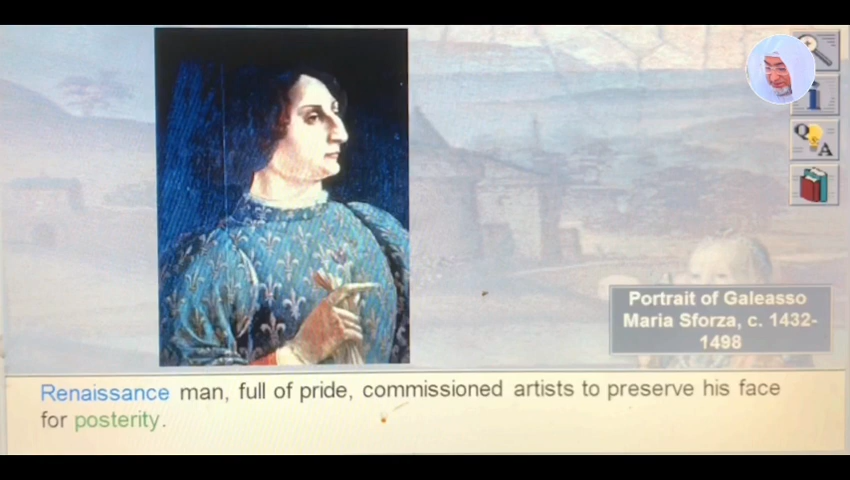 i
Q
A
Portrait of Galeasso
Maria Sforza, c. 1432-
1498
Renaissance man, full of pride, commissioned artists to preserve his face
for posterity.